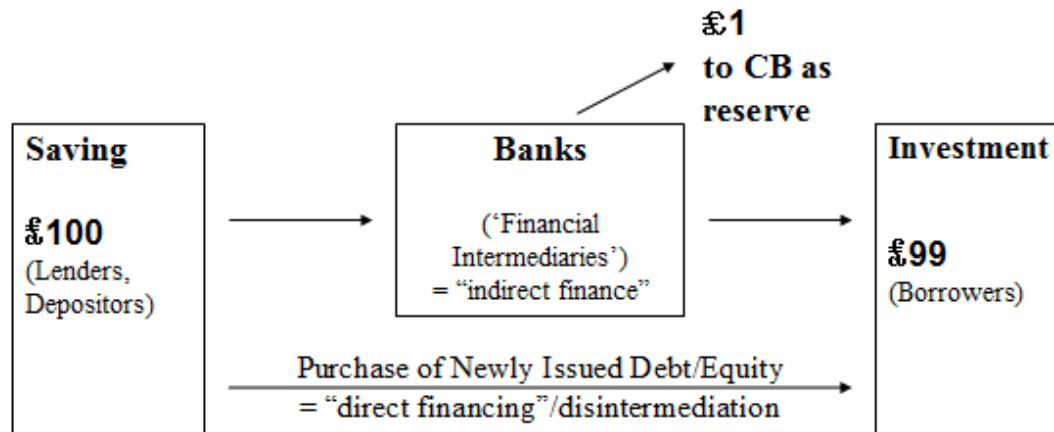 £1
to CB as
reserve
Saving
£100
(Lenders,
Depositors)
Banks
(‘Financial
Intermediaries’)
= “indirect finance”
Investment
£99
(Borrowers)
Purchase of Newly Issued Debt/Equity
= “direct financing”/disintermediation